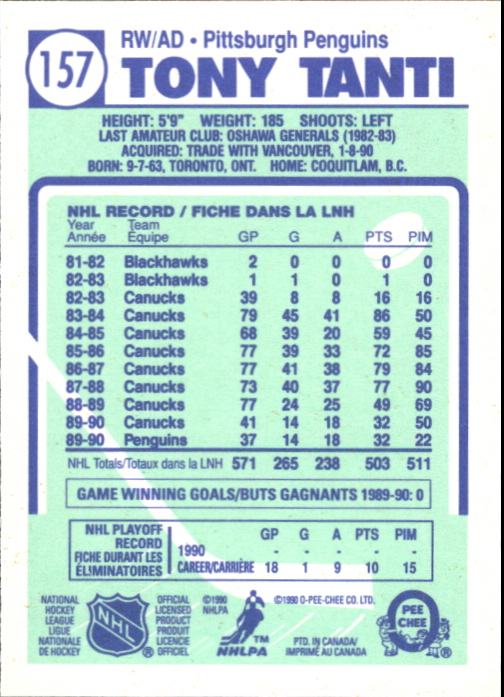 157
RW/AD • Pittsburgh Penguins
TONY TANTI
HEIGHT: 5'9" WEIGHT: 185 SHOOTS: LEFT
LAST AMATEUR CLUB: OSHAWA GENERALS (1982-83)
ACQUIRED: TRADE WITH VANCOUVER, 1-8-90
BORN: 9-7-63, TORONTO, ONT. HOME: COQUITLAM, B.C.
NHL RECORD / FICHE DANS LA LNH
Year Team
Année Équipe GP G A PTS PIM
81-82 Blackhawks 2 0 0 0 0
82-83 Blackhawks 1 1 0 1 0
82-83 Canucks 39 8 8 16 16
83-84 Canucks 79 45 41 86 50
84-85 Canucks 68 39 20 59 45
85-86 Canucks 77 39 33 72 85
86-87 Canucks 77 41 38 79 84
87-88 Canucks 73 40 37 77 90
88-89 Canucks 77 24 25 49 69
89-90 Canucks 41 14 18 32 50
89-90 Penguins 37 14 18 32 22
NHL Totals/Totaux dans la LNH 571 265 238 503 511
GAME WINNING GOALS/BUTS GAGNANTS 1989-90: 0
NHL PLAYOFF
RECORD
FICHE DURANT LES
ÉLIMINATOIRES
GP G A PTS PIM
1990 - - - - -
CAREER/CARRIÈRE 18 1 9 10 15
NATIONAL
HOCKEY
LEAGUE
LIGUE
NATIONALE
DE HOCKEY
NHL
®
OFFICIAL
LICENSED
PRODUCT
PRODUIT
LICENCIE
OFFICIEL
©1990
NHLPA
TM
NHLPA
©1990 O-PEE-CHEE CO. LTD.
PTD. IN CANADA/
IMPRIMÉ AU CANADA
O
PEE
CHEE
®